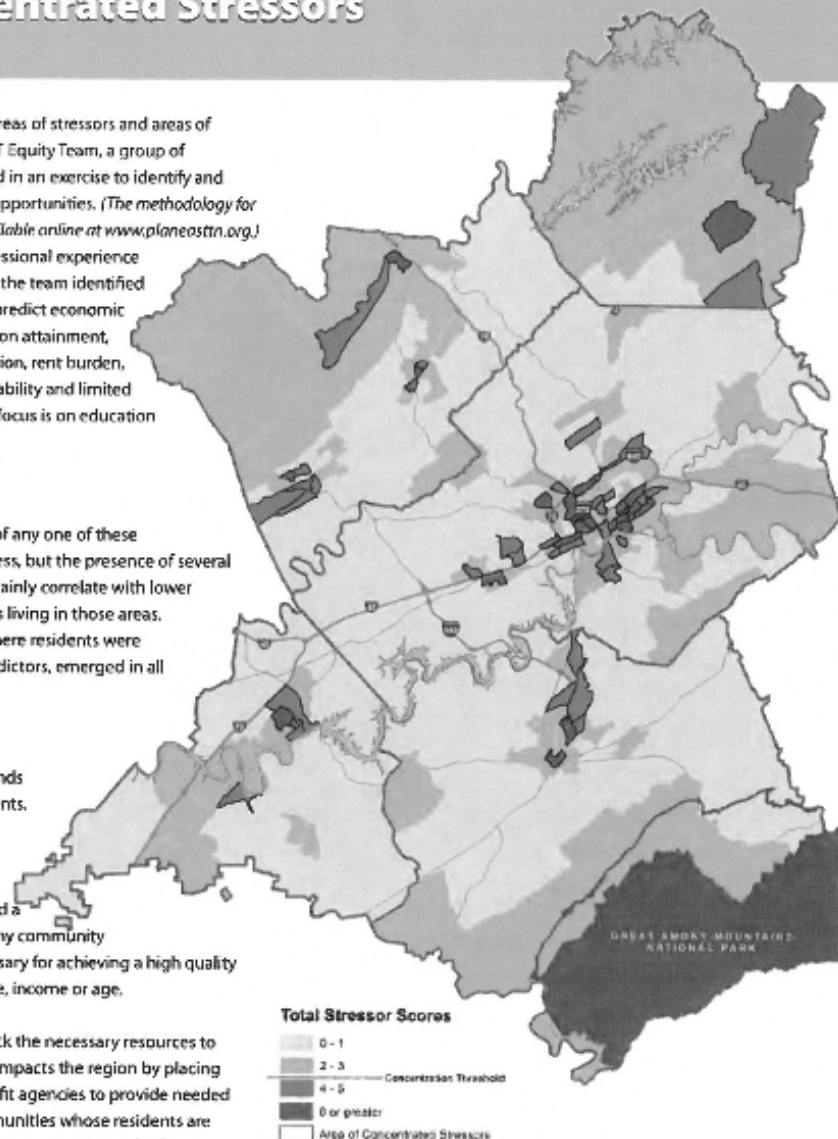 entrated Stressors
reas of stressors and areas of
T Equity Team, a group of
d in an exercise to identify and
pportunities. (The methodology for
lable online at www.planeasttn.org.)
essional experience
the team identified
predict economic
on attainment,
tion, rent burden,
ability and limited
focus is on education
of any one of these
ess, but the presence of several
ainly correlate with lower
s living in those areas.
here residents were
dictors, emerged in all
nds
nts.
d a
ny community
sary for achieving a high quality
e, income or age.
ck the necessary resources to
impacts the region by placing
fit agencies to provide needed
munities whose residents are
GREAT SMOKY MOUNTAINS
NATIONAL PARK
Total Stressor Scores
0 - 1
2 - 3
Concentration Threshold
4 - 5
6 or greater
Area of Concentrated Stressors